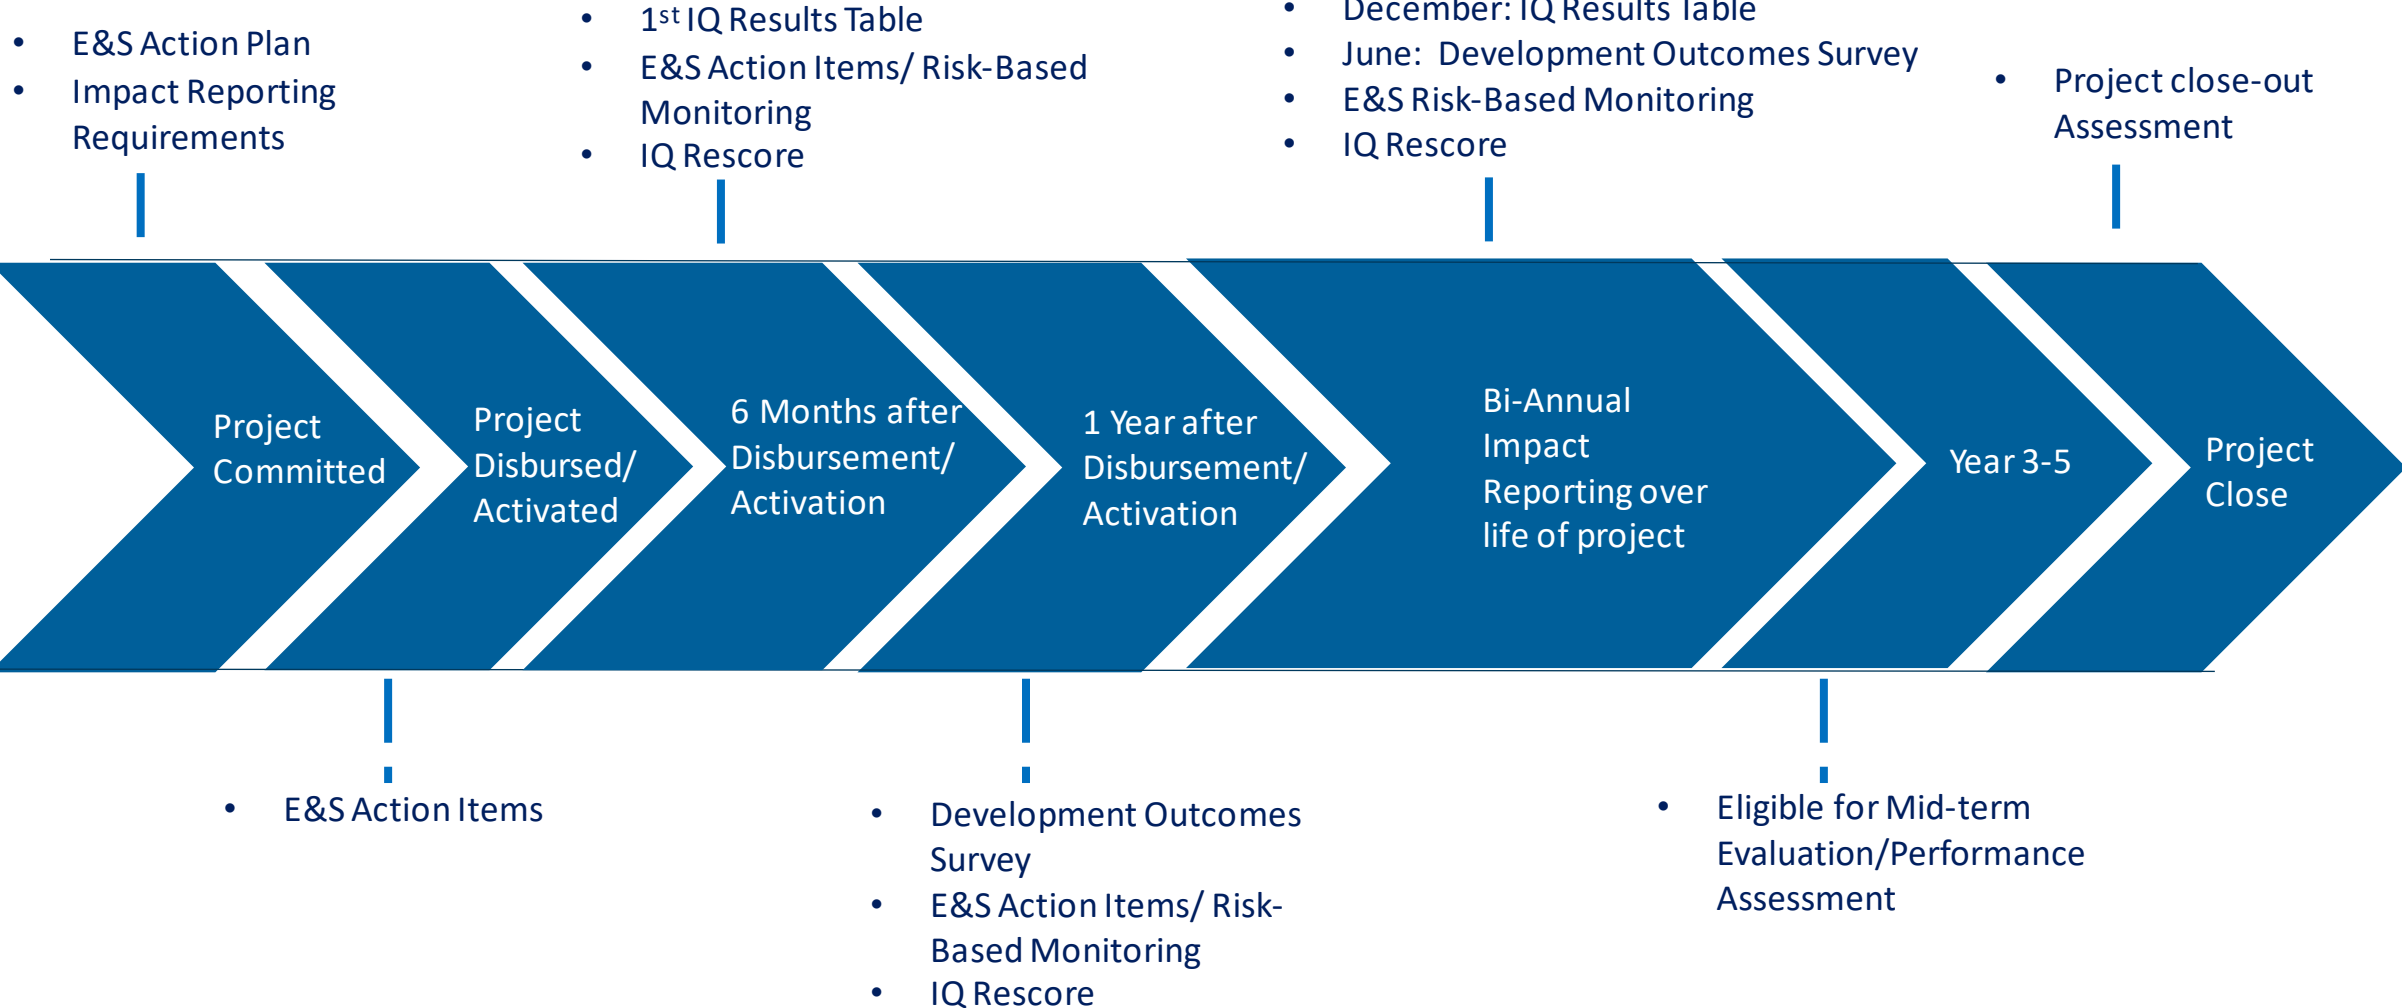 • E&S Action Plan
• Impact Reporting
Requirements
• 1st IQ Results Table
• E&S Action Items/ Risk-Based
Monitoring
• IQ Rescore
• December: IQ Results Table
• June: Development Outcomes Survey
• E&S Risk-Based Monitoring
• IQ Rescore
• Project close-out
Assessment
Project
Committed
Project
Disbursed/
Activated
6 Months after
Disbursement/
Activation
1 Year after
Disbursement/
Activation
Bi-Annual
Impact
Reporting over
life of project
Year 3-5
Project
Close
• E&S Action Items
• Development Outcomes
Survey
• E&S Action Items/ Risk-
Based Monitoring
• IQ Rescore
• Eligible for Mid-term
Evaluation/Performance
Assessment